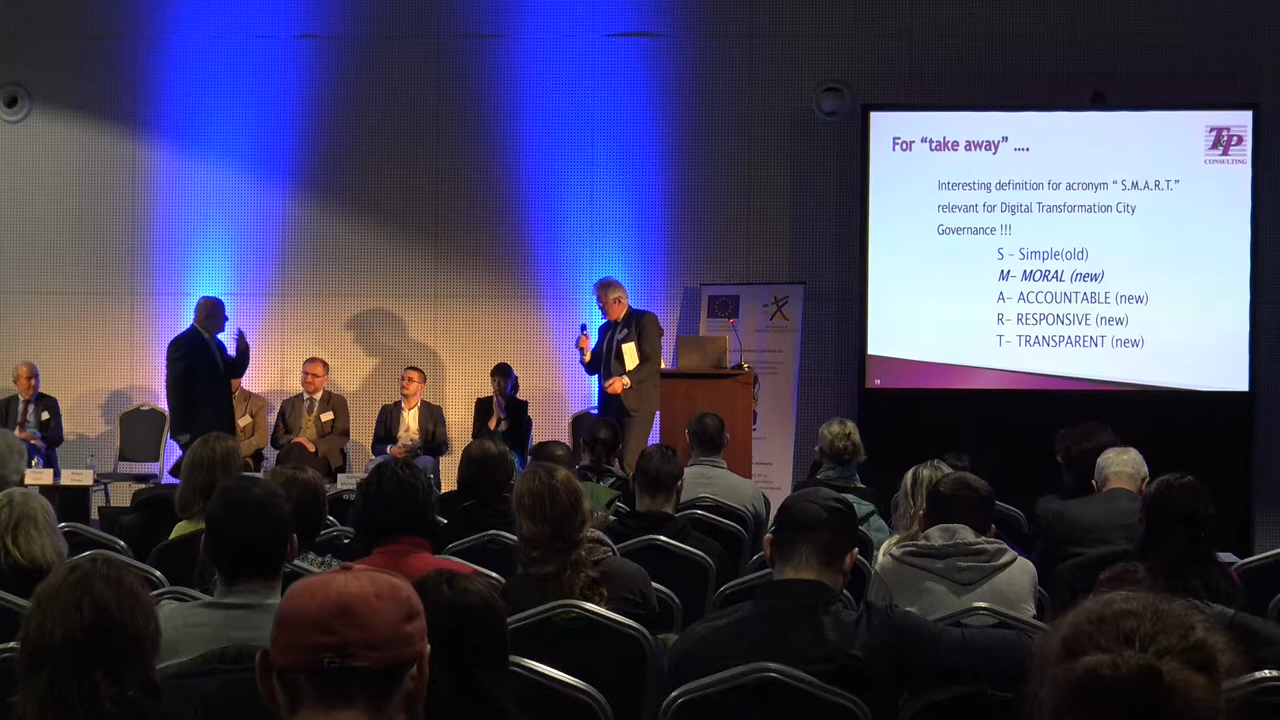 For “take away” ....
T&P
CONSULTING
Interesting definition for acronym “ S.M.A.R.T.”
relevant for Digital Transformation City
Governance !!!
S – Simple(old)
M– MORAL (new)
A– ACCOUNTABLE (new)
R– RESPONSIVE (new)
T– TRANSPARENT (new)
19